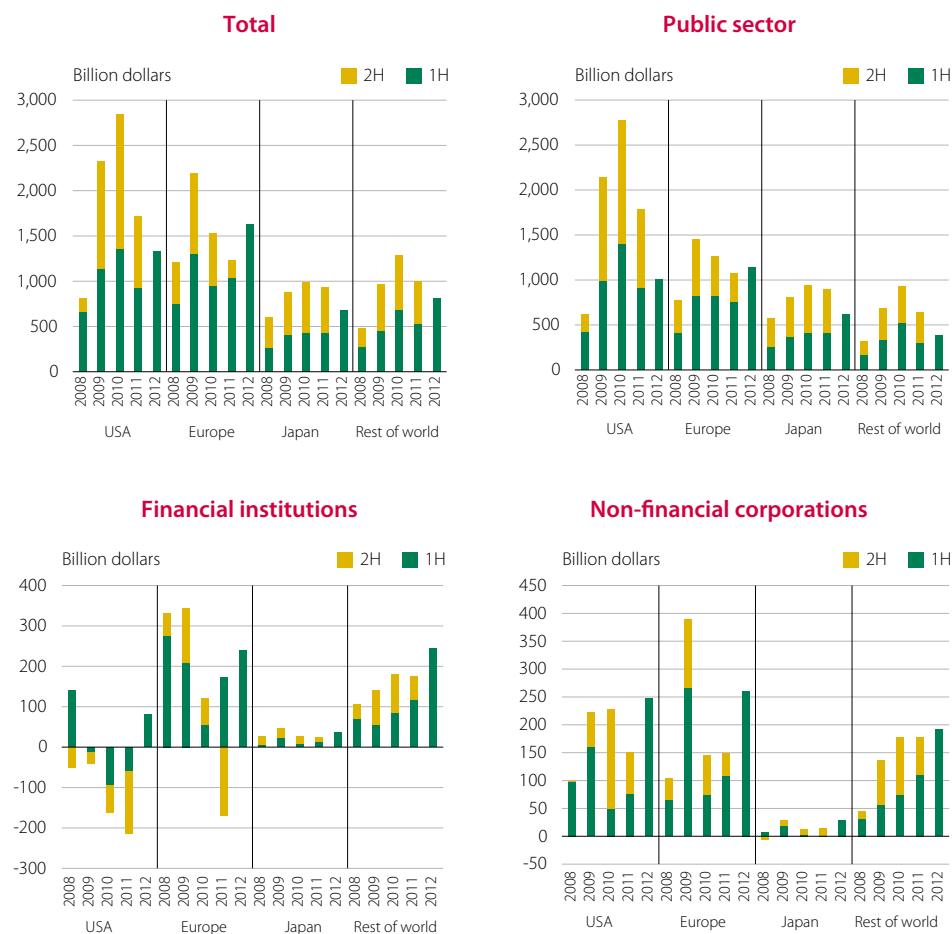 Total
Billion dollars 2H 1H
3,000
2,500
2,000
1,500
1,000
500
0
2008 2009 2010 2011 2012 2008 2009 2010 2011 2012 2008 2009 2010 2011 2012 2008 2009 2010 2011 2012
USA Europe Japan Rest of world
Public sector
Billion dollars 2H 1H
3,000
2,500
2,000
1,500
1,000
500
0
2008 2009 2010 2011 2012 2008 2009 2010 2011 2012 2008 2009 2010 2011 2012 2008 2009 2010 2011 2012
USA Europe Japan Rest of world
Financial institutions
Billion dollars 2H 1H
400
300
200
100
0
-100
-200
-300
2008 2009 2010 2011 2012 2008 2009 2010 2011 2012 2008 2009 2010 2011 2012 2008 2009 2010 2011 2012
USA Europe Japan Rest of world
Non-financial corporations
Billion dollars 2H 1H
450
400
350
300
250
200
150
100
50
0
-50
2008 2009 2010 2011 2012 2008 2009 2010 2011 2012 2008 2009 2010 2011 2012 2008 2009 2010 2011 2012
USA Europe Japan Rest of world